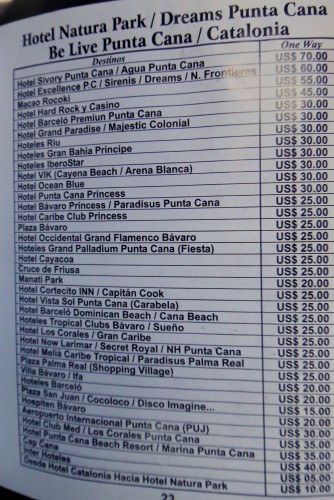 Hotel Natura Park / Dreams Punta Cana
Be Live Punta Cana / Catalonia
Destinos One Way
Hotel Sivory Punta Cana / Agua Punta Cana US$ 70.00
Hotel Excellence P.C / Sirenis / Dreams / N. Frontieres US$ 60.00
Macao Rocoki US$ 55.00
Hotel Hard Rock y Casino US$ 45.00
Hotel Barceló Premiun Punta Cana US$ 30.00
Hotel Grand Paradise / Majestic Colonial US$ 30.00
Hoteles Riu US$ 30.00
Hoteles Gran Bahía Principe US$ 30.00
Hoteles IberoStar US$ 30.00
Hotel VIK (Cayena Beach / Arena Blanca) US$ 30.00
Hotel Ocean Blue US$ 30.00
Hotel Punta Cana Princess US$ 30.00
Hotel Bávaro Princess / Paradisus Punta Cana US$ 25.00
Hotel Caribe Club Princess US$ 25.00
Plaza Bávaro US$ 25.00
Hotel Occidental Grand Flamenco Bávaro US$ 25.00
Hoteles Grand Palladium Punta Cana (Fiesta) US$ 25.00
Hotel Cayacoa US$ 25.00
Cruce de Friusa US$ 25.00
Manati Park US$ 20.00
Hotel Cortecito INN / Capitán Cook US$ 25.00
Hotel Vista Sol Punta Cana (Carabela) US$ 25.00
Hotel Barceló Dominican Beach / Cana Beach US$ 25.00
Hoteles Tropical Clubs Bávaro / Sueño US$ 25.00
Hotel Los Corales / Gran Caribe US$ 25.00
Hotel Now Larimar / Secret Royal / NH Punta Cana US$ 25.00
Hotel Meliá Caribe Tropical / Paradisus Palma Real US$ 25.00
Plaza Palma Real (Shopping Village) US$ 25.00
Villa Bávaro / Ifa US$ 25.00
Hoteles Barceló US$ 20.00
Plaza San Juan / Cocoloco / Disco Imagine... US$ 20.00
Hospiten Bávaro US$ 15.00
Aeropuerto Internacional Punta Cana (PUJ) US$ 30.00
Hotel Club Med / Los Corales Punta Cana US$ 35.00
Hotel Punta Cana Beach Resort / Marina Punta Cana US$ 35.00
Cap Cana US$ 40.00
Inter Hoteles US$ 05.00
Desde Hotel Catalonia Hacia Hotel Natura Park US$ 10.00